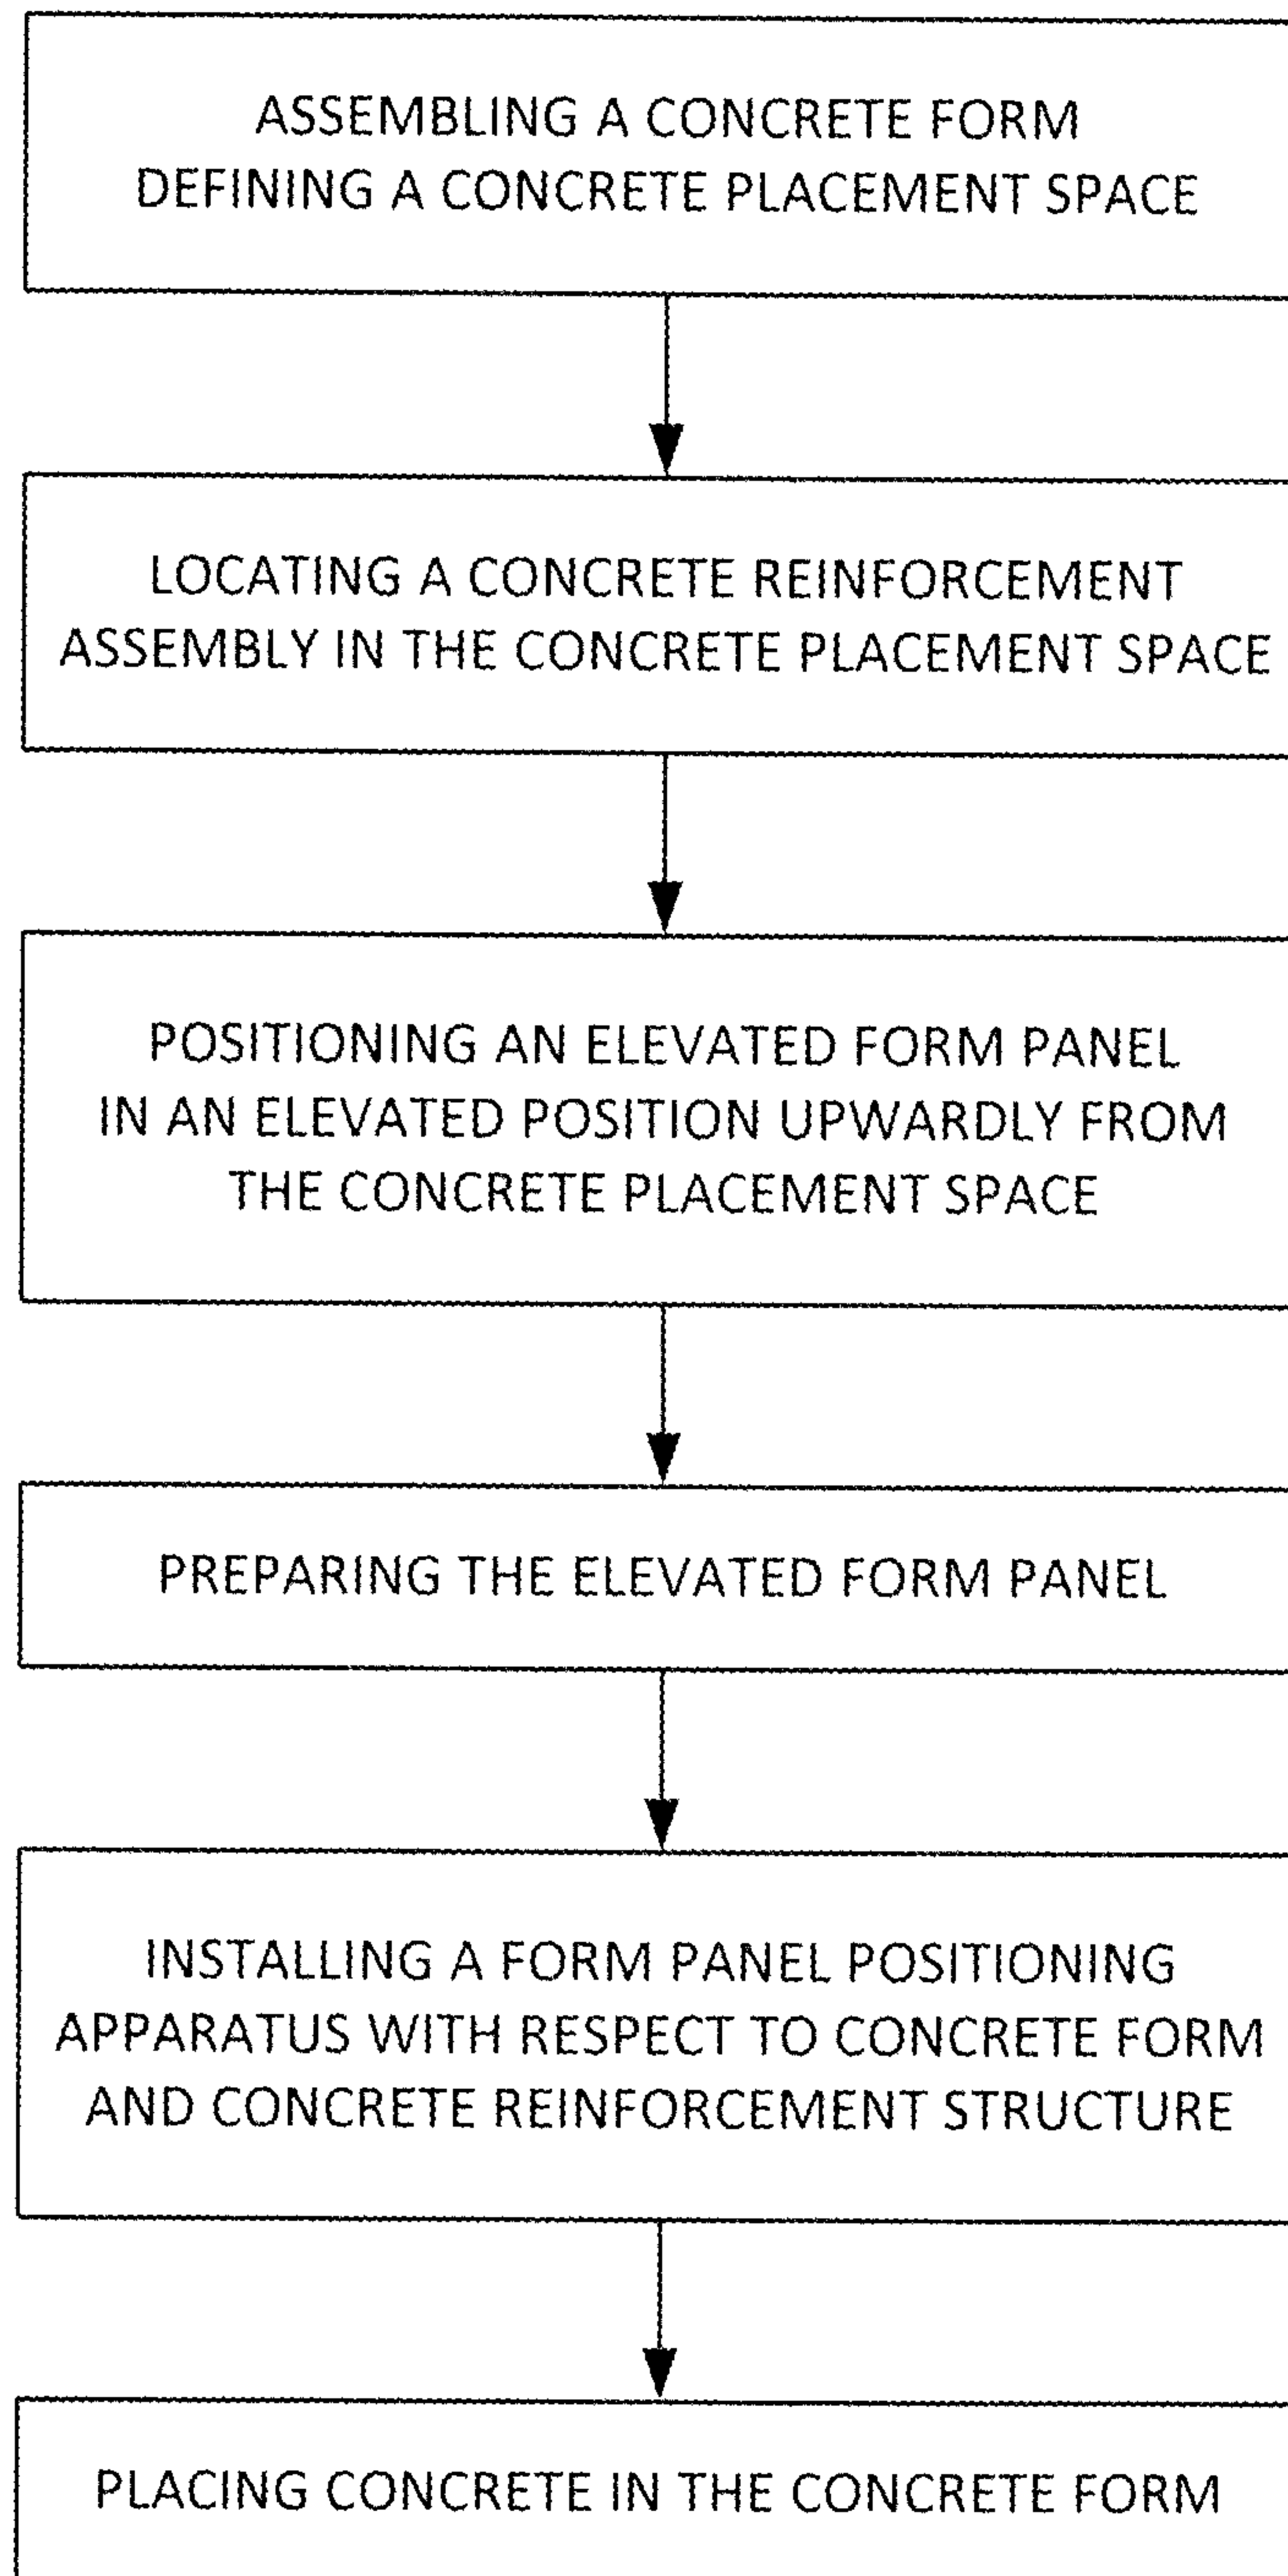 ASSEMBLING A CONCRETE FORM
DEFINING A CONCRETE PLACEMENT SPACE
LOCATING A CONCRETE REINFORCEMENT
ASSEMBLY IN THE CONCRETE PLACEMENT SPACE
POSITIONING AN ELEVATED FORM PANEL
IN AN ELEVATED POSITION UPWARDLY FROM
THE CONCRETE PLACEMENT SPACE
PREPARING THE ELEVATED FORM PANEL
INSTALLING A FORM PANEL POSITIONING
APPARATUS WITH RESPECT TO CONCRETE FORM
AND CONCRETE REINFORCEMENT STRUCTURE
PLACING CONCRETE IN THE CONCRETE FORM